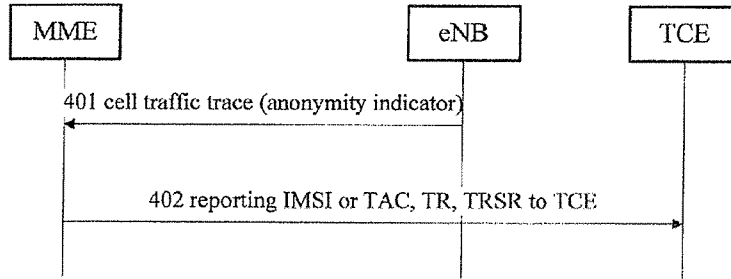 MME eNB TCE
401 cell traffic trace (anonymity indicator)
402 reporting IMSI or TAC, TR, TRSR to TCE